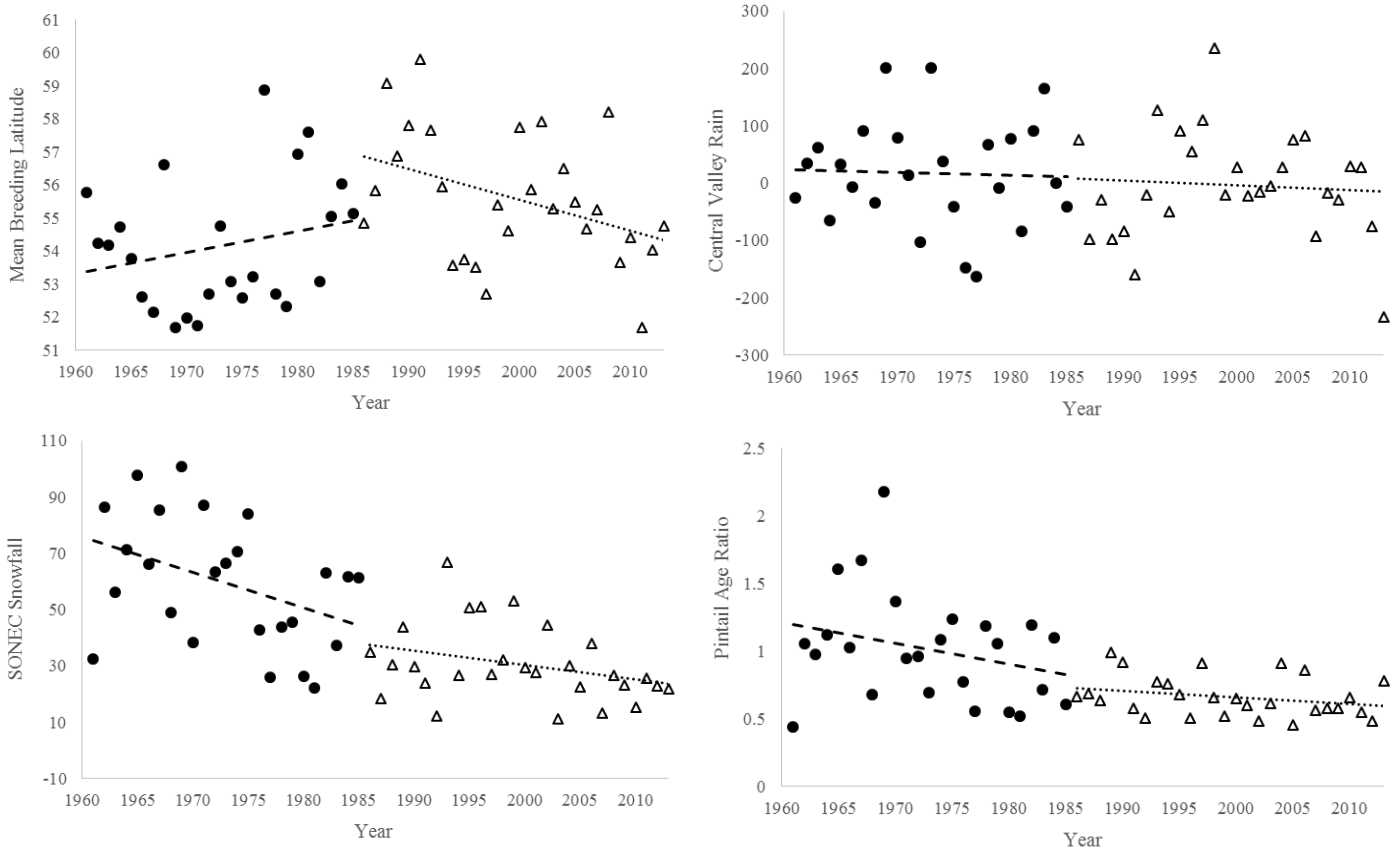 61
60
59
58
57
56
55
54
53
52
51
Mean Breeding Latitude
1960 1965 1970 1975 1980 1985 1990 1995 2000 2005 2010
Year
300
200
100
0
-100
-200
-300
Central Valley Rain
1960 1965 1970 1975 1980 1985 1990 1995 2000 2005 2010
Year
110
90
70
50
30
10
-10
SONEC Snowfall
1960 1965 1970 1975 1980 1985 1990 1995 2000 2005 2010
Year
2.5
2
1.5
1
0.5
0
Pintail Age Ratio
1960 1965 1970 1975 1980 1985 1990 1995 2000 2005 2010
Year